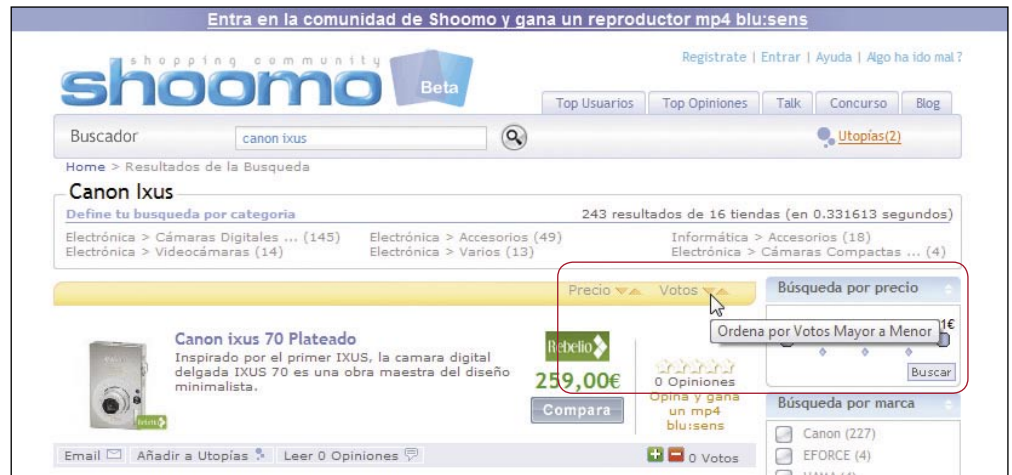 Entra en la comunidad de Shoomo y gana un reproductor mp4 blu:sens
Registrate | Entrar | Ayuda | Algo ha ido mal?
shopping community
shoomo
Beta
Top Usuarios Top Opiniones Talk Concurso Blog
Buscador canon ixus Utopías(2)
Home > Resultados de la Busqueda
Canon Ixus
Define tu busqueda por categoria 243 resultados de 16 tiendas (en 0.331613 segundos)
Electrónica > Cámaras Digitales ... (145) Electrónica > Accesorios (49) Informática > Accesorios (18)
Electrónica > Videocámaras (14) Electrónica > Varios (13) Electrónica > Cámaras Compactas ... (4)
Precio Votos Búsqueda por precio
Ordena por Votos Mayor a Menor 1€
Buscar
Canon ixus 70 Plateado
Inspirado por el primer IXUS, la camara digital
delgada IXUS 70 es una obra maestra del diseño
minimalista.
Rebelio
259,00€
Compara
0 Opiniones
Opina y gana
un mp4
blu:sens
Búsqueda por marca
Canon (227)
EFORCE (4)
Email Añadir a Utopías Leer 0 Opiniones 0 Votos